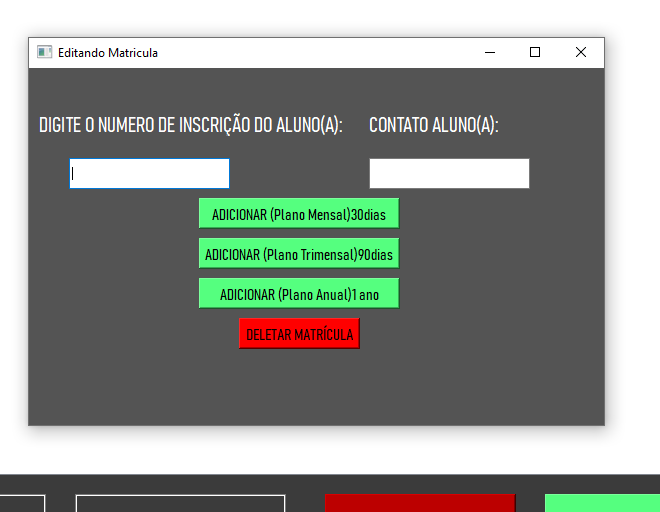 Editando Matricula
DIGITE O NUMERO DE INSCRIÇÃO DO ALUNO(A): CONTATO ALUNO(A):
ADICIONAR (Plano Mensal)30dias
ADICIONAR (Plano Trimensal)90dias
ADICIONAR (Plano Anual)1 ano
DELETAR MATRÍCULA